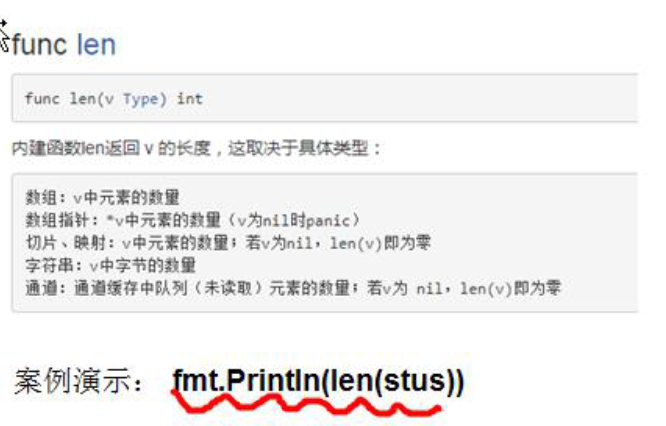 func len
func len(v Type) int
内建函数len返回 v 的长度，这取决于具体类型：
数组：v中元素的数量
数组指针：*v中元素的数量（v为nil时panic）
切片、映射：v中元素的数量；若v为nil，len(v)即为零
字符串：v中字节的数量
通道：通道缓存中队列（未读取）元素的数量；若v为 nil，len(v)即为零
案例演示： fmt.Println(len(stus))